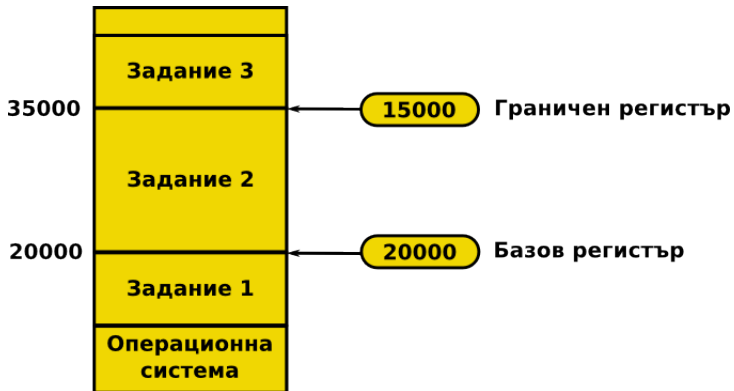 Задание 3
35000
15000
Граничен регистър
Задание 2
20000
20000
Базов регистър
Задание 1
Операционна
система